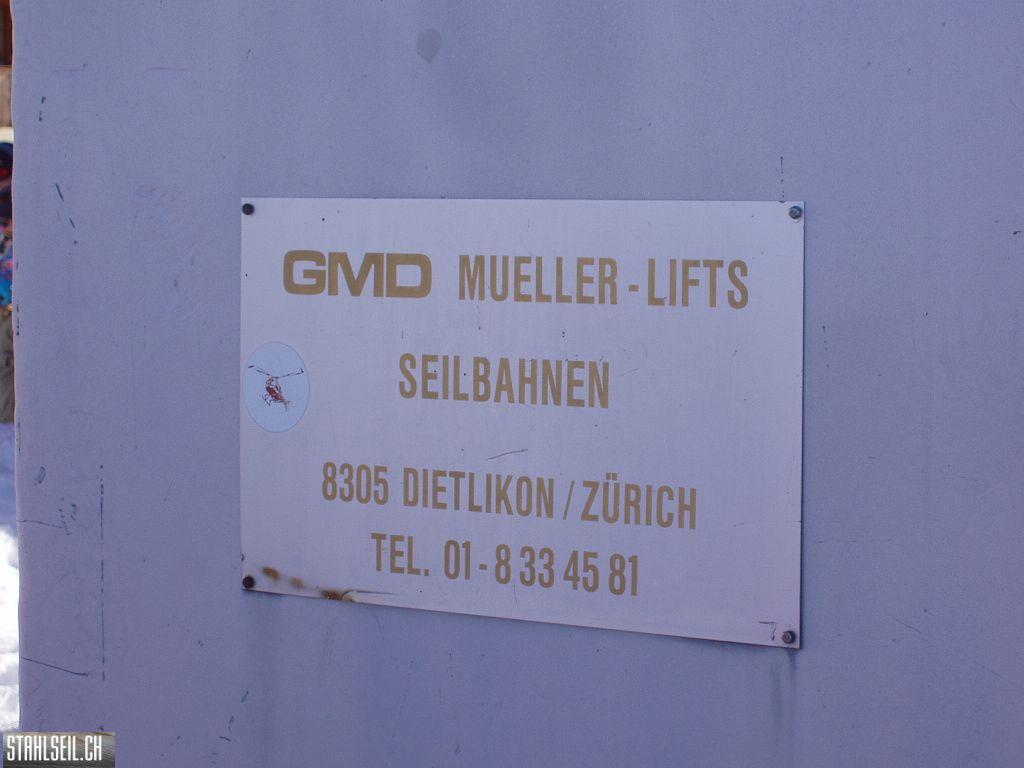 GMD MUELLER-LIFTS
SEILBAHNEN
8305 DIETLIKON/ZÜRICH
TEL. 01-8 33 45 81
STAHLSEIL.CH